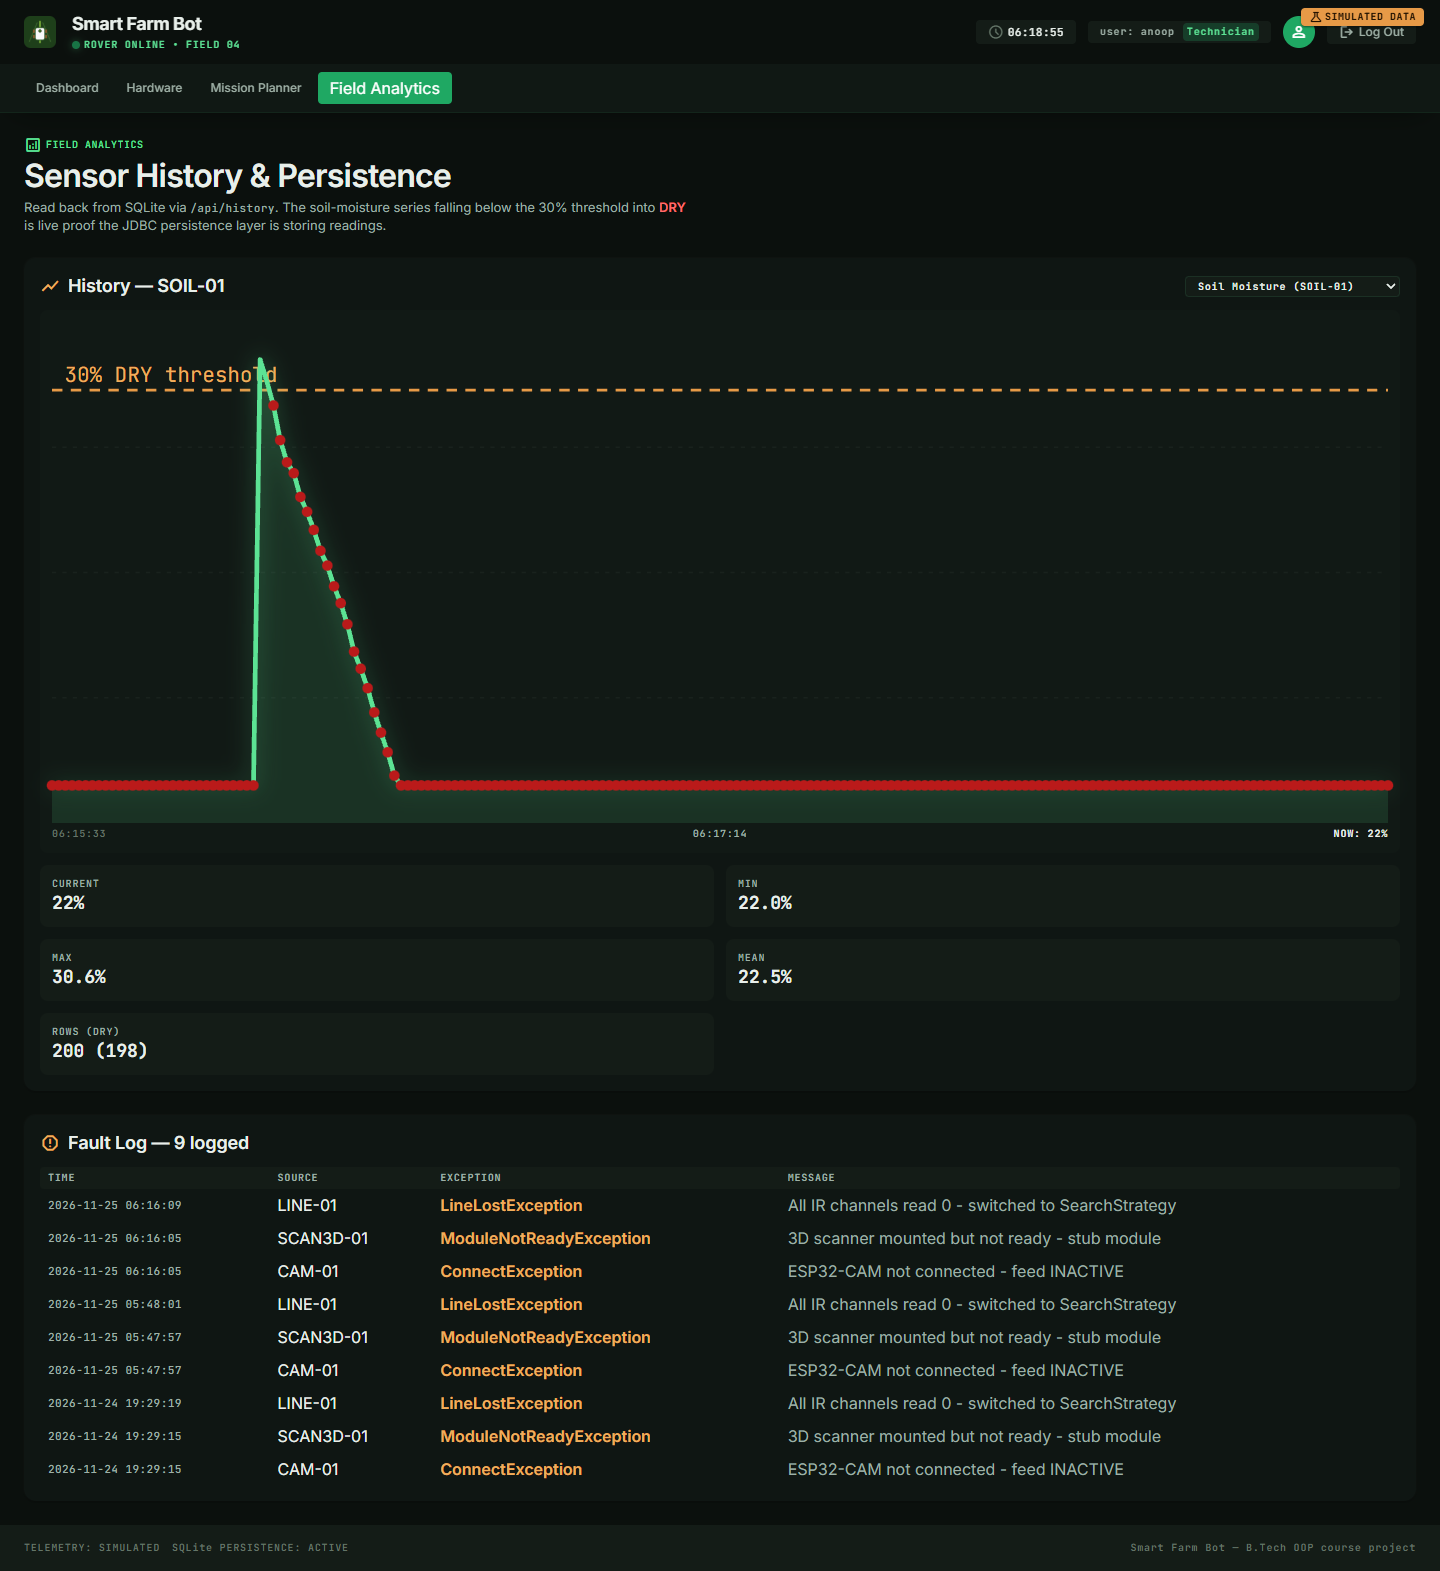 Smart Farm Bot
ROVER ONLINE • FIELD 04
06:18:55
user: anoop Technician
SIMULATED DATA
Log Out
Dashboard Hardware Mission Planner Field Analytics
FIELD ANALYTICS
Sensor History & Persistence
Read back from SQLite via /api/history. The soil-moisture series falling below the 30% threshold into DRY
is live proof the JDBC persistence layer is storing readings.
History — SOIL-01
Soil Moisture (SOIL-01)
30% DRY threshold
06:15:33 06:17:14 NOW: 22%
CURRENT
22%
MIN
22.0%
MAX
30.6%
MEAN
22.5%
ROWS (DRY)
200 (198)
Fault Log — 9 logged
TIME SOURCE EXCEPTION MESSAGE
2026-11-25 06:16:09 LINE-01 LineLostException All IR channels read 0 - switched to SearchStrategy
2026-11-25 06:16:05 SCAN3D-01 ModuleNotReadyException 3D scanner mounted but not ready - stub module
2026-11-25 06:16:05 CAM-01 ConnectException ESP32-CAM not connected - feed INACTIVE
2026-11-25 05:48:01 LINE-01 LineLostException All IR channels read 0 - switched to SearchStrategy
2026-11-25 05:47:57 SCAN3D-01 ModuleNotReadyException 3D scanner mounted but not ready - stub module
2026-11-25 05:47:57 CAM-01 ConnectException ESP32-CAM not connected - feed INACTIVE
2026-11-24 19:29:19 LINE-01 LineLostException All IR channels read 0 - switched to SearchStrategy
2026-11-24 19:29:15 SCAN3D-01 ModuleNotReadyException 3D scanner mounted but not ready - stub module
2026-11-24 19:29:15 CAM-01 ConnectException ESP32-CAM not connected - feed INACTIVE
TELEMETRY: SIMULATED SQLite PERSISTENCE: ACTIVE
Smart Farm Bot — B.Tech OOP course project